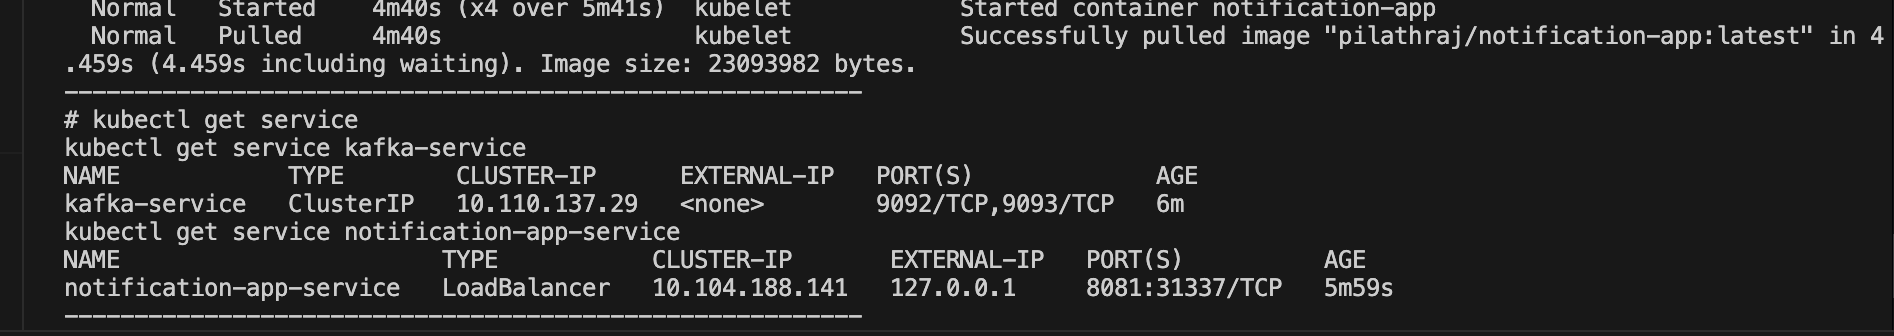 Normal   Started    4m40s (x4 over 5m41s)  kubelet            Started container notification-app
Normal   Pulled     4m40s                  kubelet            Successfully pulled image "pilathraj/notification-app:latest" in 4
.459s (4.459s including waiting). Image size: 23093982 bytes.
---------------------------------------------------------
# kubectl get service
kubectl get service kafka-service
NAME            TYPE        CLUSTER-IP      EXTERNAL-IP   PORT(S)             AGE
kafka-service   ClusterIP   10.110.137.29   <none>        9092/TCP,9093/TCP   6m
kubectl get service notification-app-service
NAME                       TYPE           CLUSTER-IP       EXTERNAL-IP   PORT(S)          AGE
notification-app-service   LoadBalancer   10.104.188.141   127.0.0.1     8081:31337/TCP   5m59s
---------------------------------------------------------